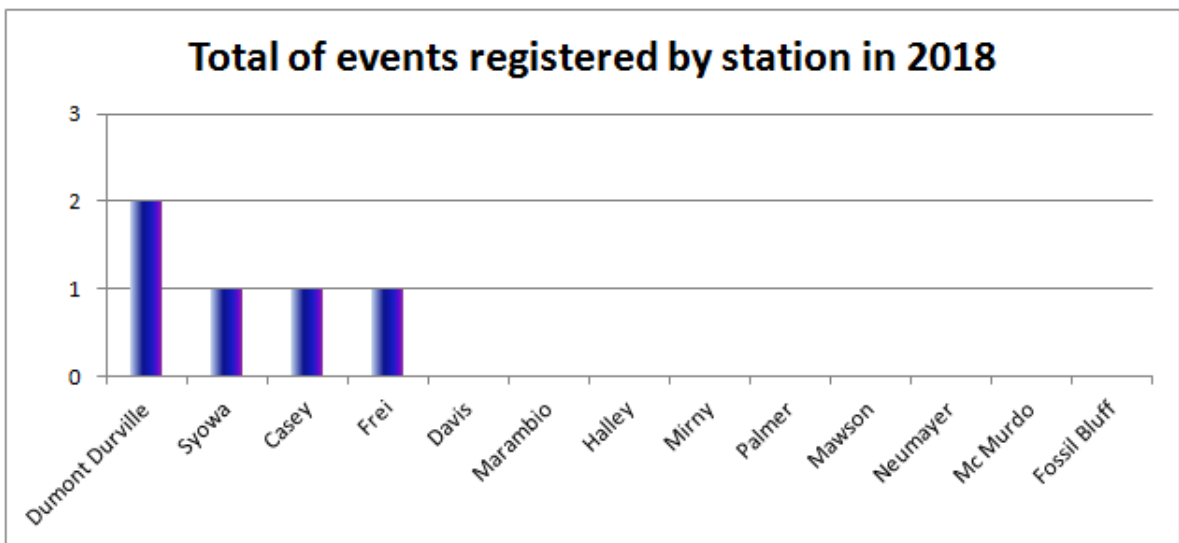 Total of events registered by station in 2018
3
2
1
0
Dumont Durville
Syowa
Casey
Frei
Davis
Marambio
Halley
Mirny
Palmer
Mawson
Neumayer
Mc Murdo
Fossil Bluff